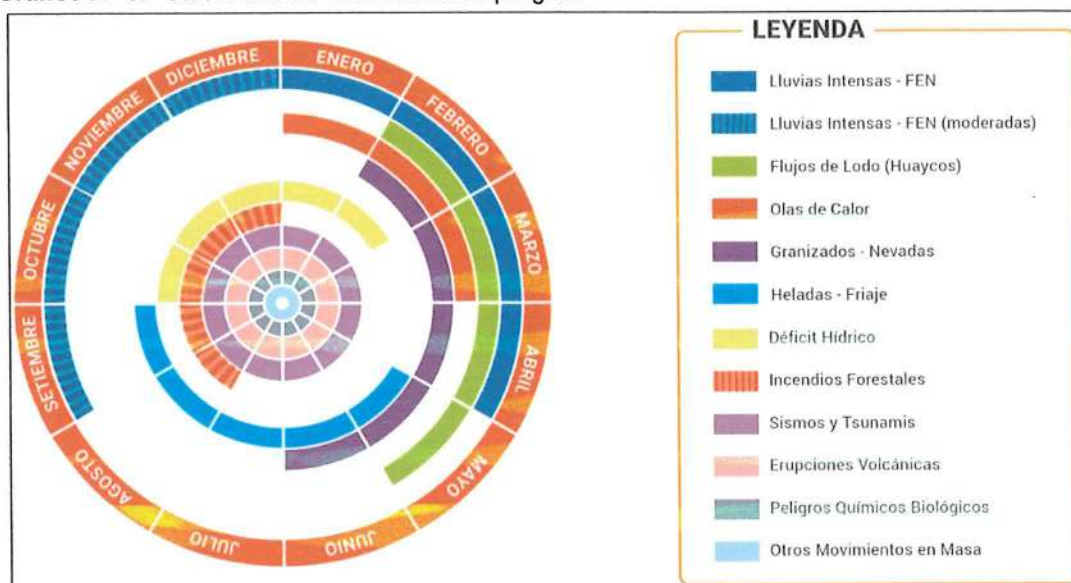 ENERO
FEBRERO
MARZO
ABRIL
MAYO
JUNIO
JULIO
AGOSTO
SETIEMBRE
OCTUBRE
NOVIEMBRE
DICIEMBRE
LEYENDA
Lluvias Intensas - FEN
Lluvias Intensas - FEN (moderadas)
Flujos de Lodo (Huaycos)
Olas de Calor
Granizados - Nevadas
Heladas - Friaje
Déficit Hídrico
Incendios Forestales
Sismos y Tsunamis
Erupciones Volcánicas
Peligros Químicos Biológicos
Otros Movimientos en Masa